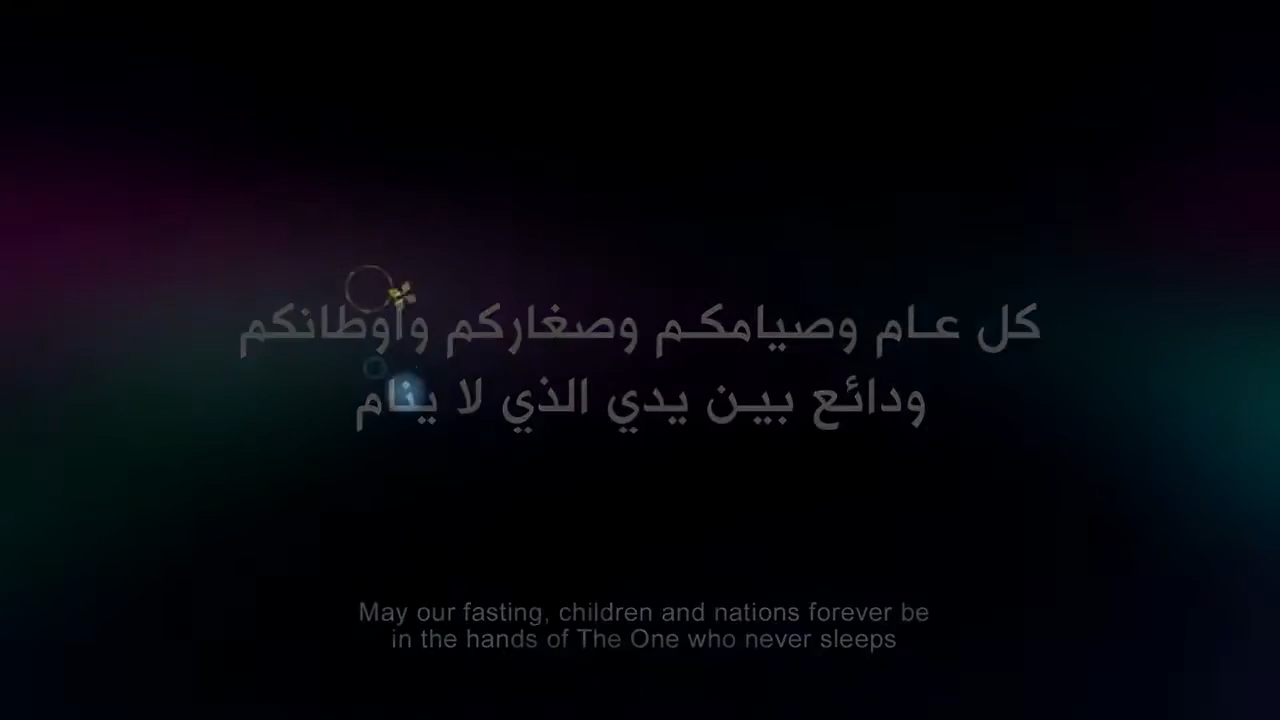 كل عام وصيامكم وصغاركم وأوطانكم
ودائع بين يدي الذي لا ينام
May our fasting, children and nations forever be
in the hands of The One who never sleeps